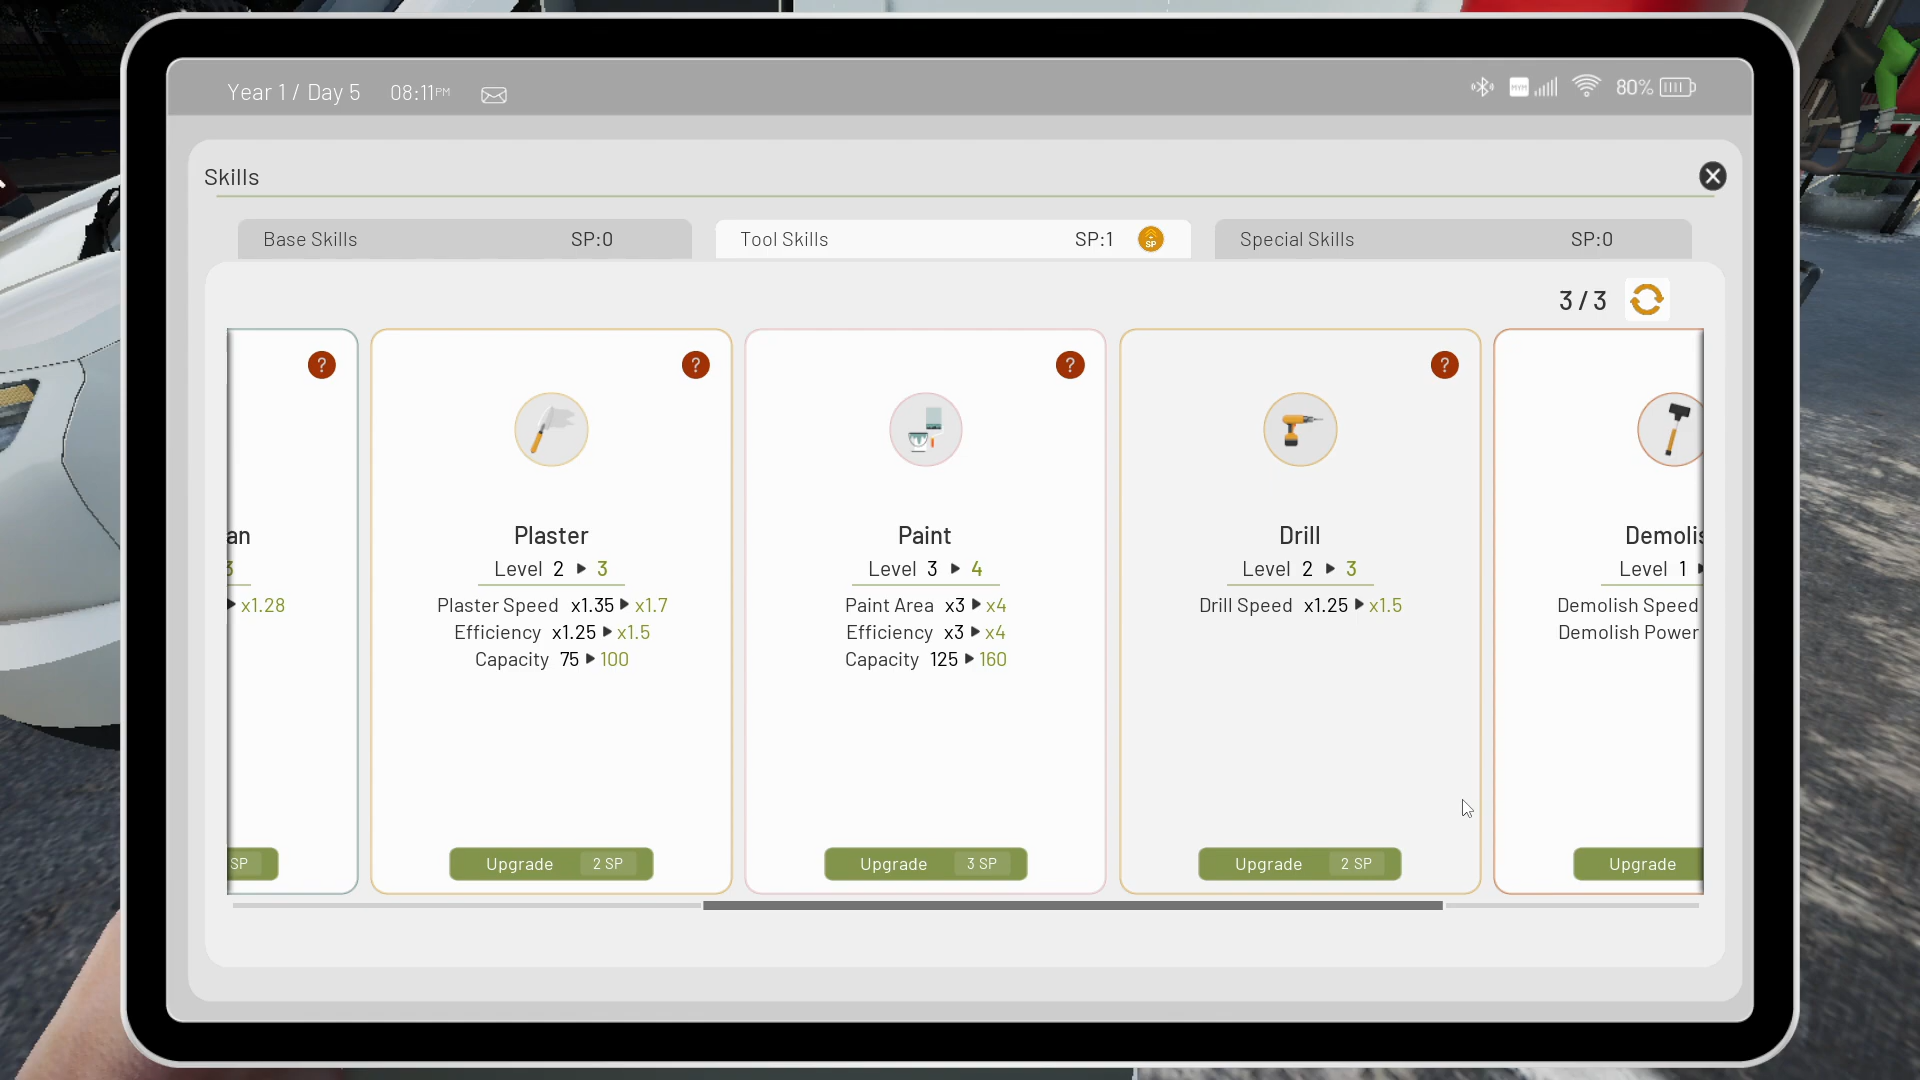 Year 1 / Day 5 08:11PM 80%
Skills
Base Skills SP:0
Tool Skills SP:1 SP
Special Skills SP:0
3 / 3
an
3
x1.28
SP
?
?
Plaster
Level 2 3
Plaster Speed x1.35 x1.7
Efficiency x1.25 x1.5
Capacity 75 100
Upgrade 2 SP
?
Paint
Level 3 4
Paint Area x3 x4
Efficiency x3 x4
Capacity 125 160
Upgrade 3 SP
?
Drill
Level 2 3
Drill Speed x1.25 x1.5
Upgrade 2 SP
Demolis
Level 1
Demolish Speed
Demolish Power
Upgrade